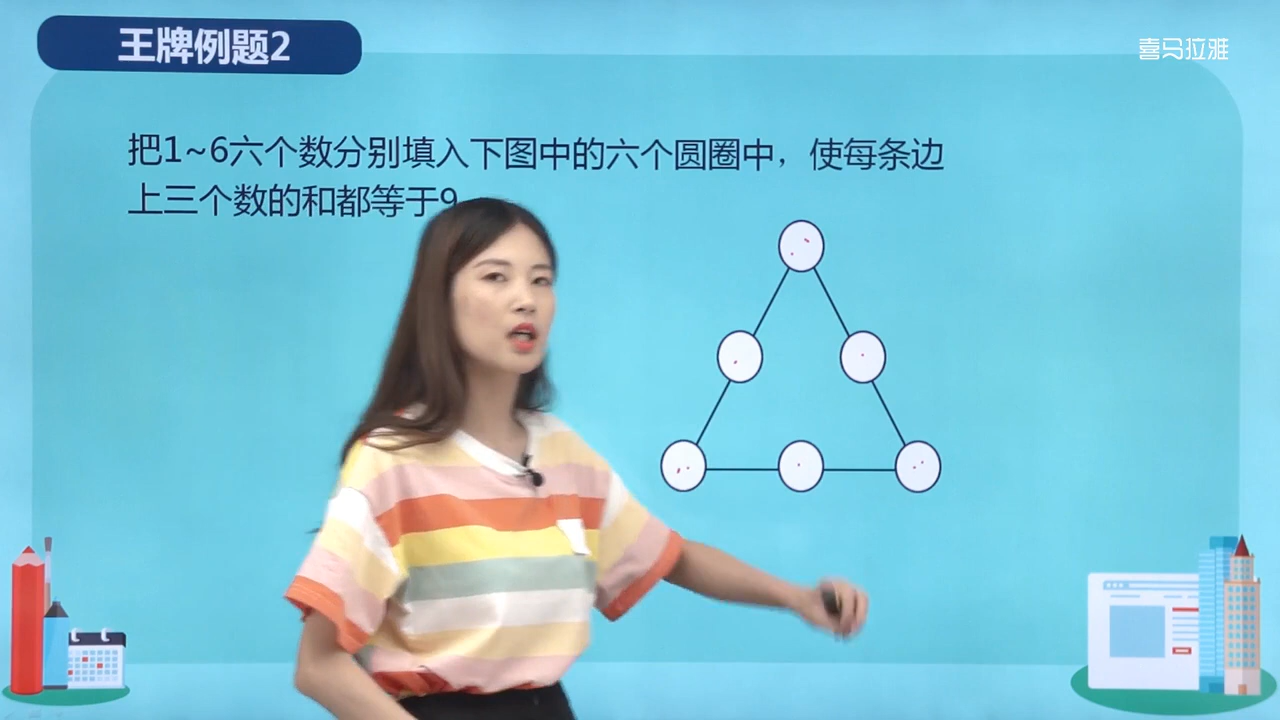 王牌例题2
喜马拉雅
把1~6六个数分别填入下图中的六个圆圈中，使每条边
上三个数的和都等于9